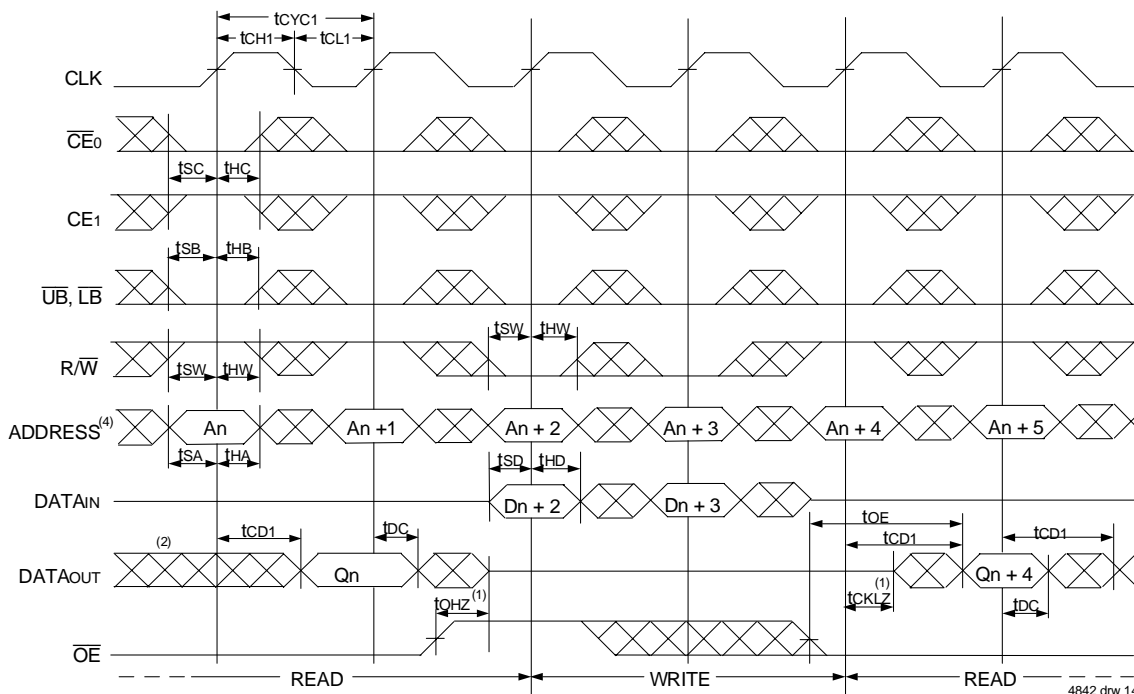 tCYC1
tCH1 tCL1
CLK
CE0
tSC tHC
CE1
tSB tHB
UB, LB
tSW tHW
R/W
tSW tHW
ADDRESS(4) An An +1 An + 2 An + 3 An + 4 An + 5
tSA tHA tSD tHD
DATAIN Dn + 2 Dn + 3
tOE
tCD1 tDC tCD1 tCD1
(2)
DATAOUT Qn Qn + 4
tOHZ(1) tCKLZ(1) tDC
OE
READ WRITE READ